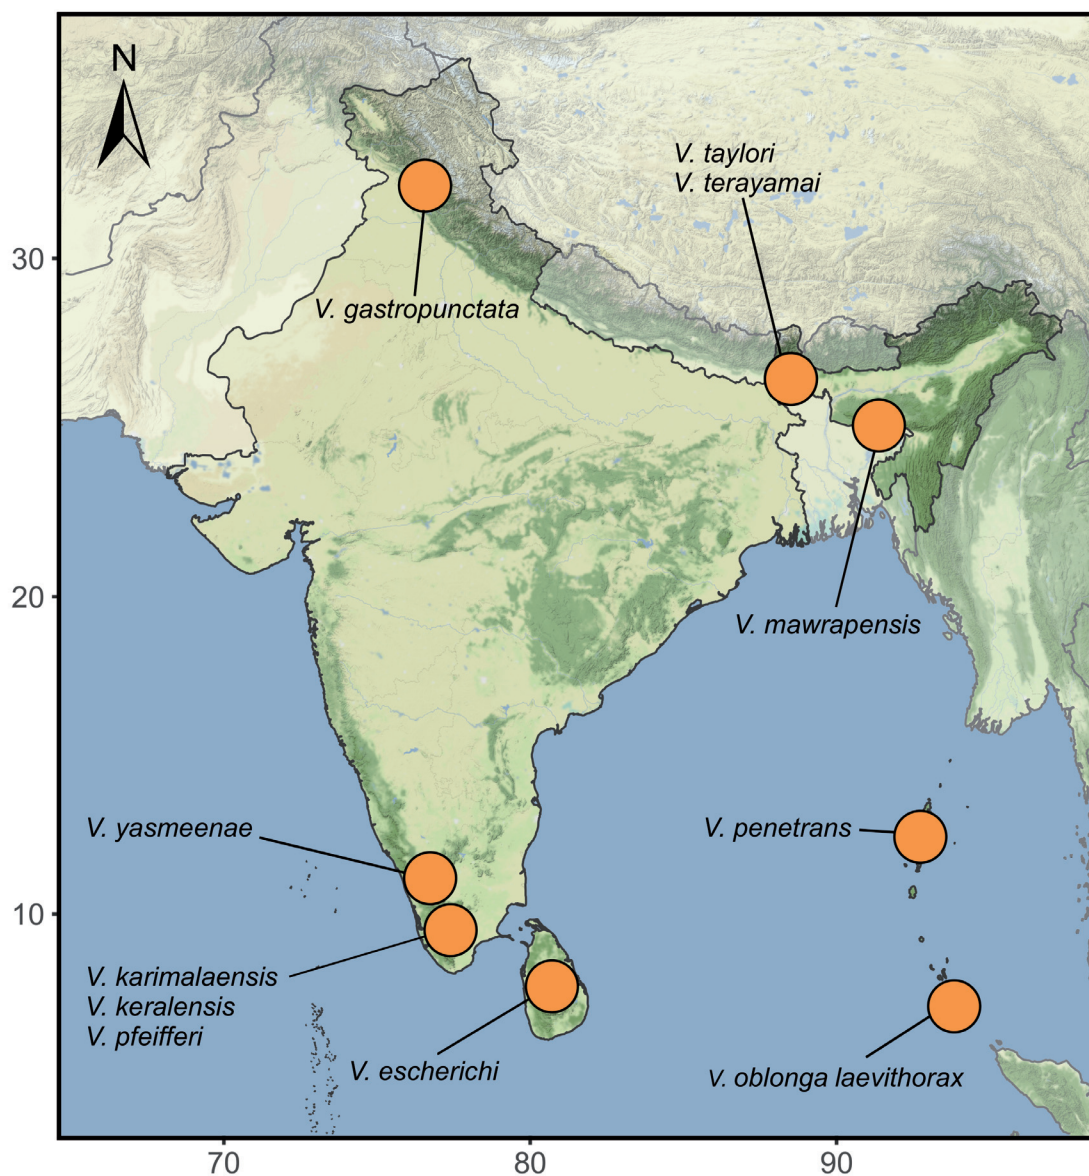 N
V. taylori
V. terayamai
30
V. gastropunctata
20
V. mawrapensis
V. yasmeenae
V. penetrans
10
V. karimalaensis
V. keralensis
V. pfeifferi
V. escherichi
V. oblonga laevithorax
70
80
90